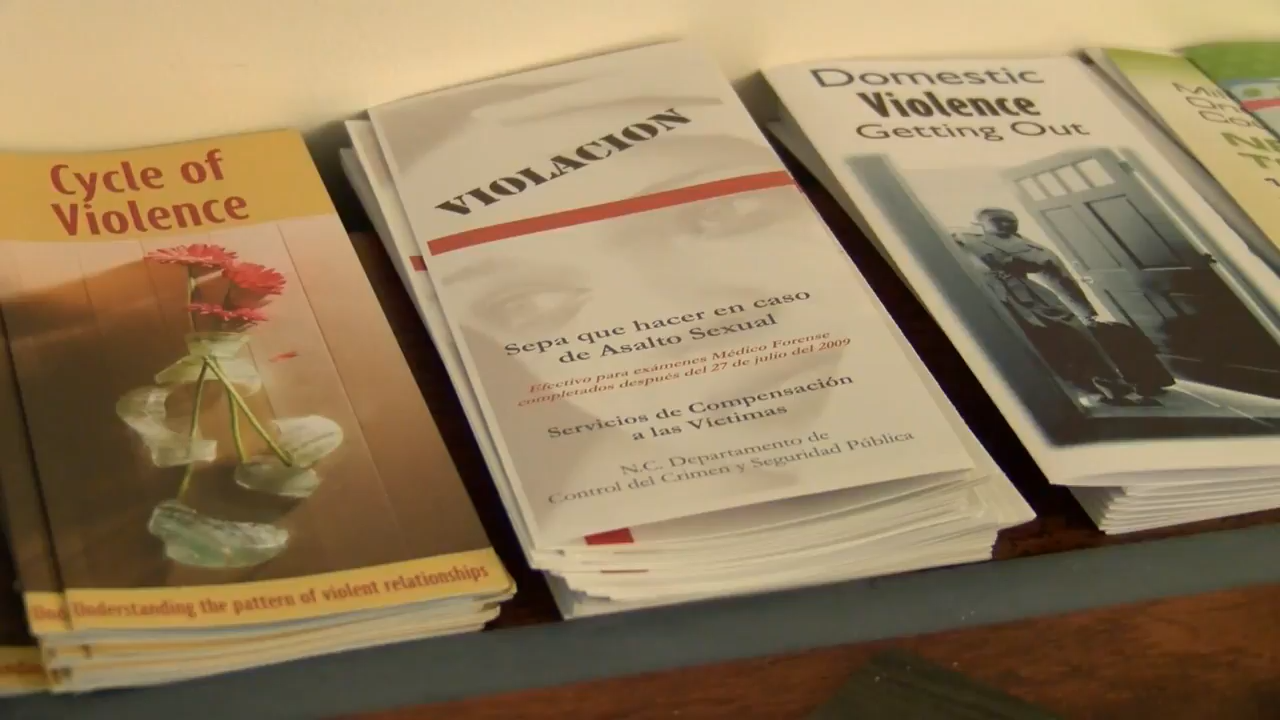 Cycle of
Violence
Understanding the pattern of violent relationships
VIOLACION
Sepa que hacer en caso
de Asalto Sexual
Efectivo para exámenes Médico Forense
completados después del 27 de julio del 2009
Servicios de Compensación
a las Víctimas
N.C. Departamento de
Control del Crimen y Seguridad Pública
Domestic
Violence
Getting Out